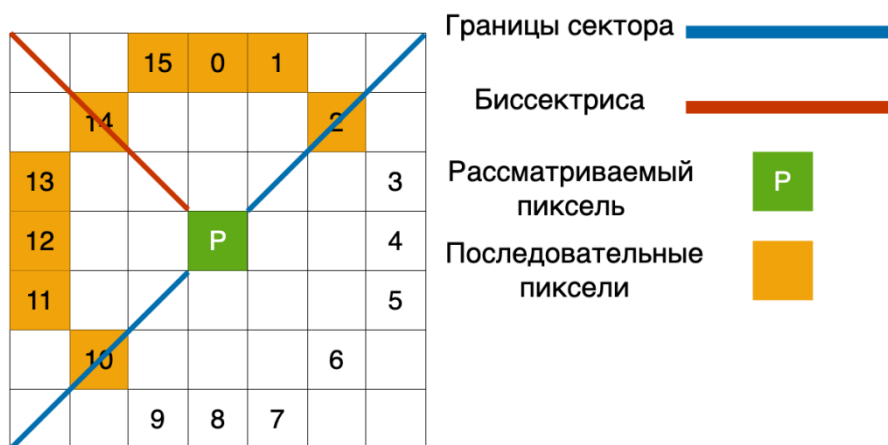 Границы сектора
15 0 1
Биссектриса
14 2
13 3
Рассматриваемый
пиксель
P
12 P 4
Последовательные
пиксели
11 5
10 6
9 8 7